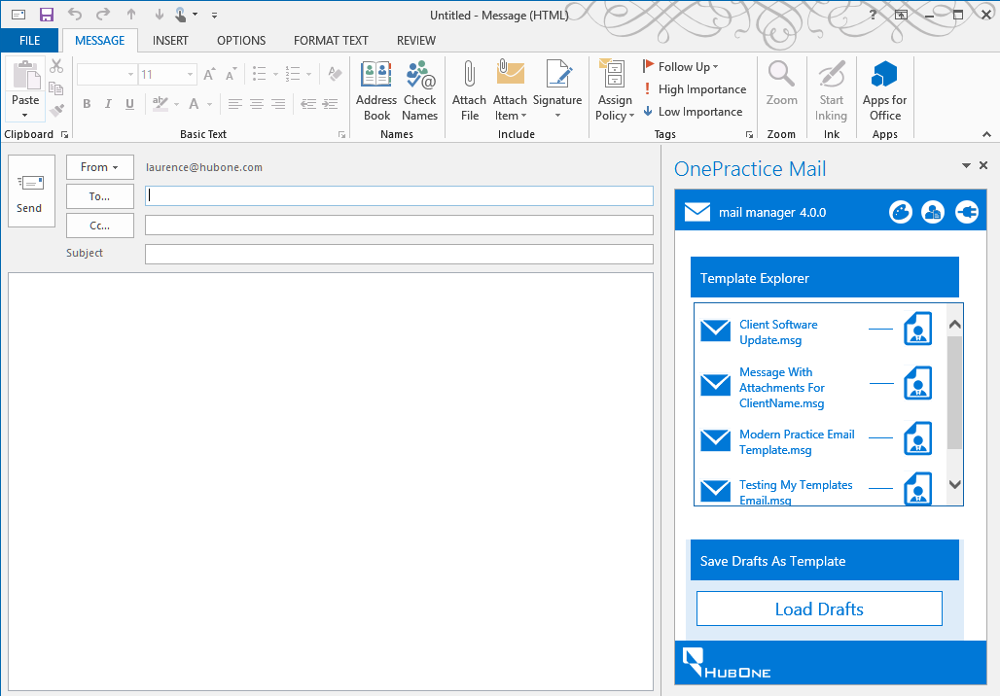 Untitled - Message (HTML)
?
FILE
MESSAGE
INSERT
OPTIONS
FORMAT TEXT
REVIEW
Paste
Clipboard
11
A A
B I U
ab
A
Basic Text
Address
Book
Check
Names
Names
Attach
File
Attach
Item
Signature
Include
Assign
Policy
Follow Up
! High Importance
Low Importance
Tags
Zoom
Zoom
Start
Inking
Ink
Apps for
Office
Apps
Send
From
laurence@hubone.com
To...
Cc...
Subject
OnePractice Mail
mail manager 4.0.0
Template Explorer
Client Software
Update.msg
Message With
Attachments For
ClientName.msg
Modern Practice Email
Template.msg
Testing My Templates
Email.msg
Save Drafts As Template
Load Drafts
HUBONE